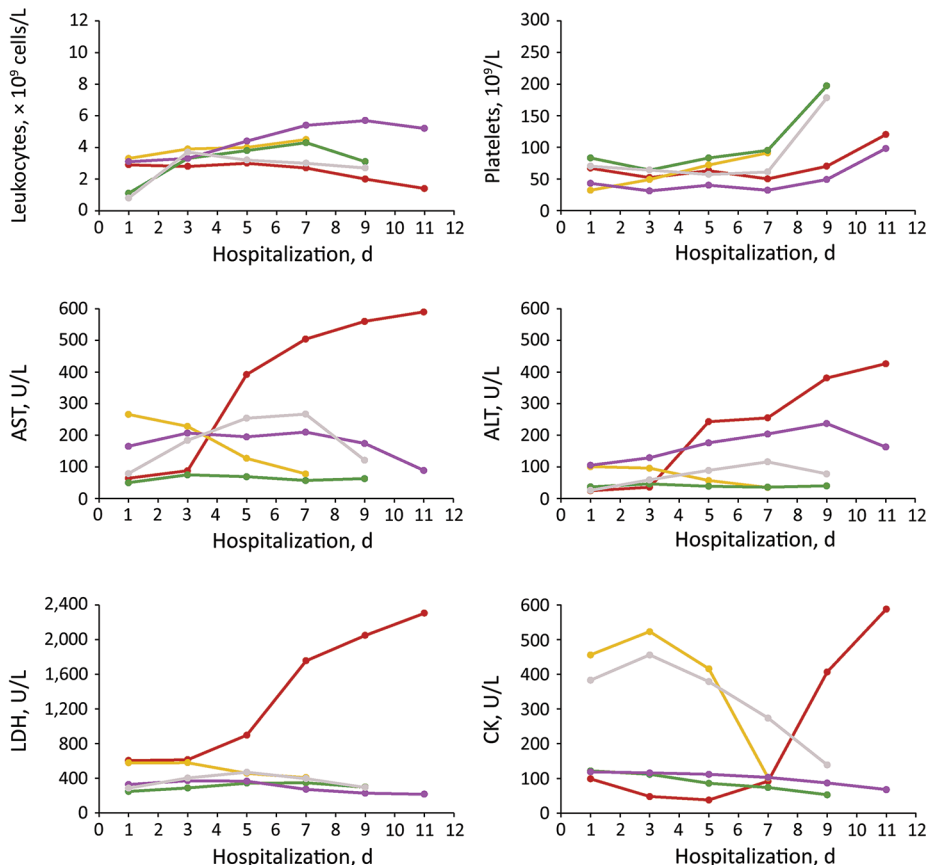 Leukocytes, × 10⁹ cells/L
12
10
8
6
4
2
0
0 1 2 3 4 5 6 7 8 9 10 11 12
Hospitalization, d
Platelets, 10⁹/L
300
250
200
150
100
50
0
0 1 2 3 4 5 6 7 8 9 10 11 12
Hospitalization, d
AST, U/L
600
500
400
300
200
100
0
0 1 2 3 4 5 6 7 8 9 10 11 12
Hospitalization, d
ALT, U/L
600
500
400
300
200
100
0
0 1 2 3 4 5 6 7 8 9 10 11 12
Hospitalization, d
LDH, U/L
2,400
2,000
1,600
1,200
800
400
0
0 1 2 3 4 5 6 7 8 9 10 11 12
Hospitalization, d
CK, U/L
600
500
400
300
200
100
0
0 1 2 3 4 5 6 7 8 9 10 11 12
Hospitalization, d